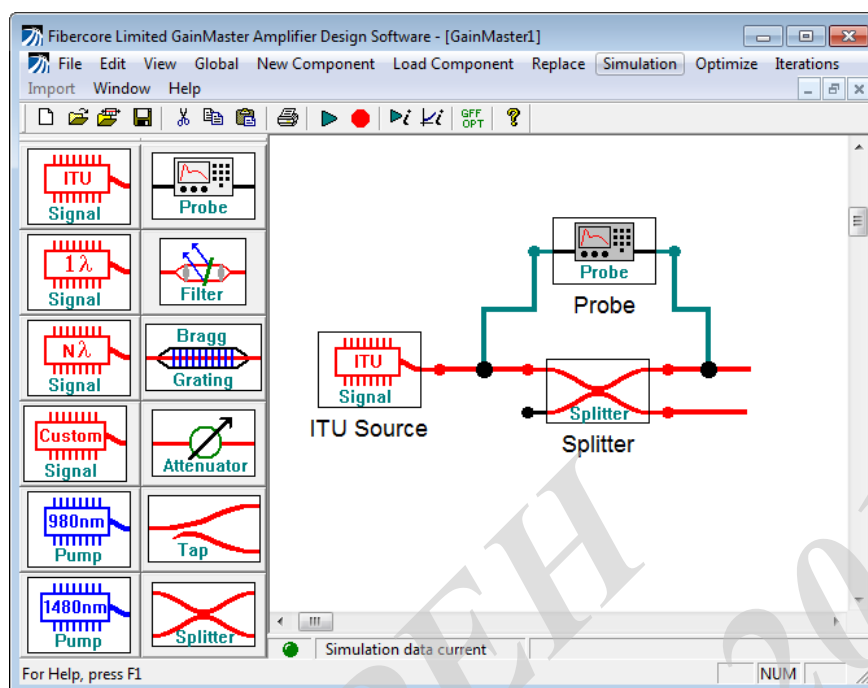 Fibercore Limited GainMaster Amplifier Design Software - [GainMaster1]
File Edit View Global New Component Load Component Replace Simulation Optimize Iterations
Import Window Help
GFF
OPT
ITU
Signal
Probe
1 λ
Signal
Filter
N λ
Signal
Bragg
Grating
Custom
Signal
Attenuator
980nm
Pump
Tap
1480nm
Pump
Splitter
Probe
Probe
ITU
Signal
ITU Source
Splitter
Splitter
Simulation data current
For Help, press F1
NUM